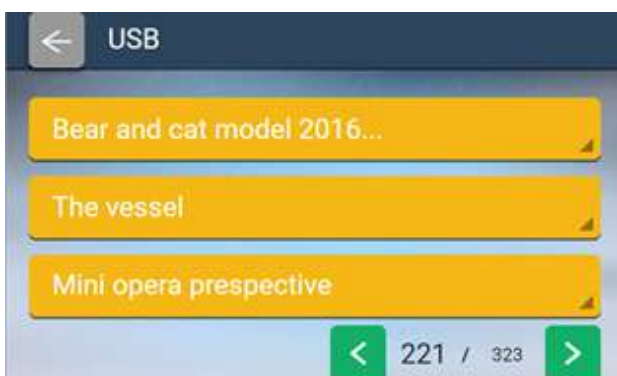 USB
Bear and cat model 2016...
The vessel
Mini opera prespective
221 / 323